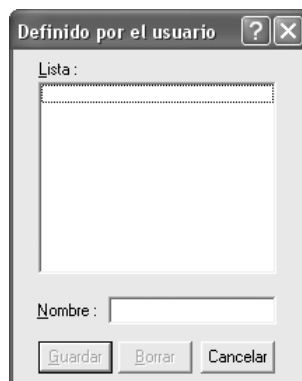 Definido por el usuario
Lista :
Nombre :
Guardar Borrar Cancelar